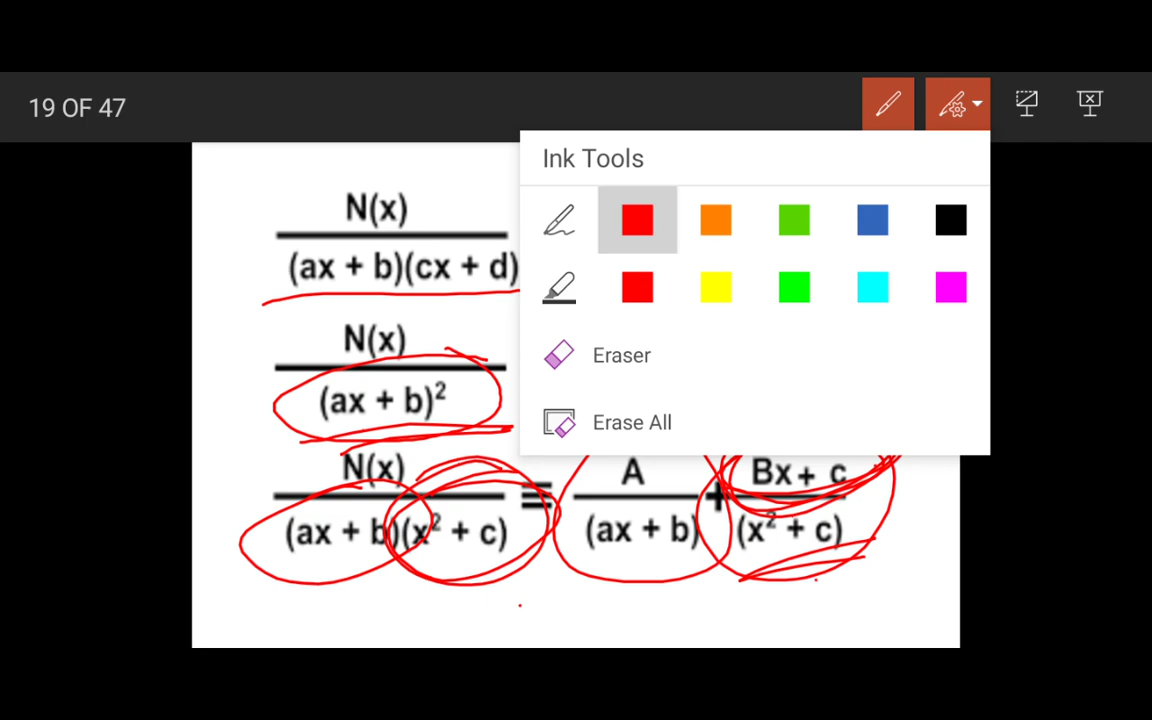 19 OF 47
Ink Tools
Eraser
Erase All
N(x)
(ax + b)(cx + d)
N(x)
(ax + b)²
N(x)
(ax + b)(x² + c) ≡ A/(ax + b) + Bx + c/(x² + c)